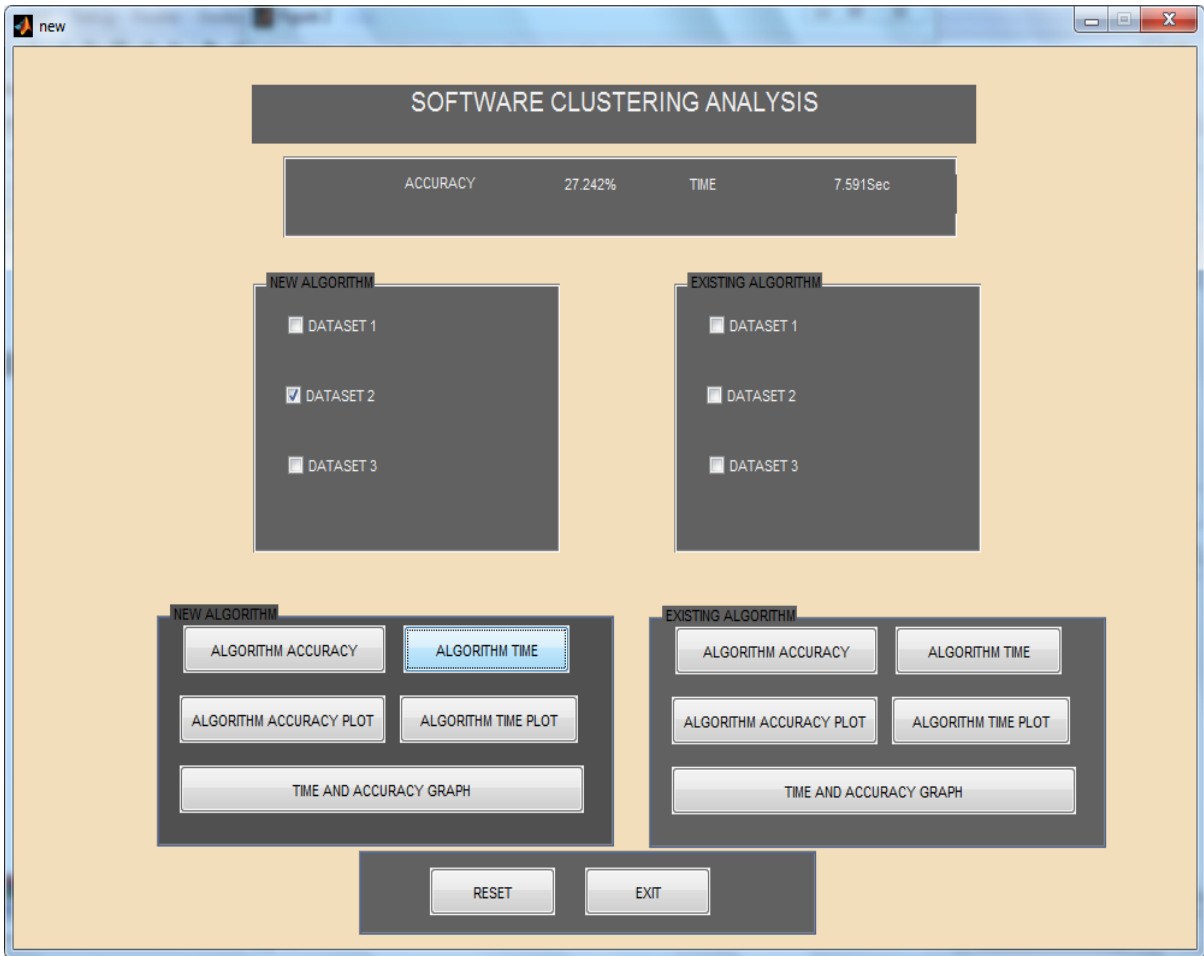 new
SOFTWARE CLUSTERING ANALYSIS
ACCURACY 27.242% TIME 7.591Sec
NEW ALGORITHM
DATASET 1
DATASET 2
DATASET 3
EXISTING ALGORITHM
DATASET 1
DATASET 2
DATASET 3
NEW ALGORITHM
ALGORITHM ACCURACY ALGORITHM TIME
ALGORITHM ACCURACY PLOT ALGORITHM TIME PLOT
TIME AND ACCURACY GRAPH
EXISTING ALGORITHM
ALGORITHM ACCURACY ALGORITHM TIME
ALGORITHM ACCURACY PLOT ALGORITHM TIME PLOT
TIME AND ACCURACY GRAPH
RESET EXIT